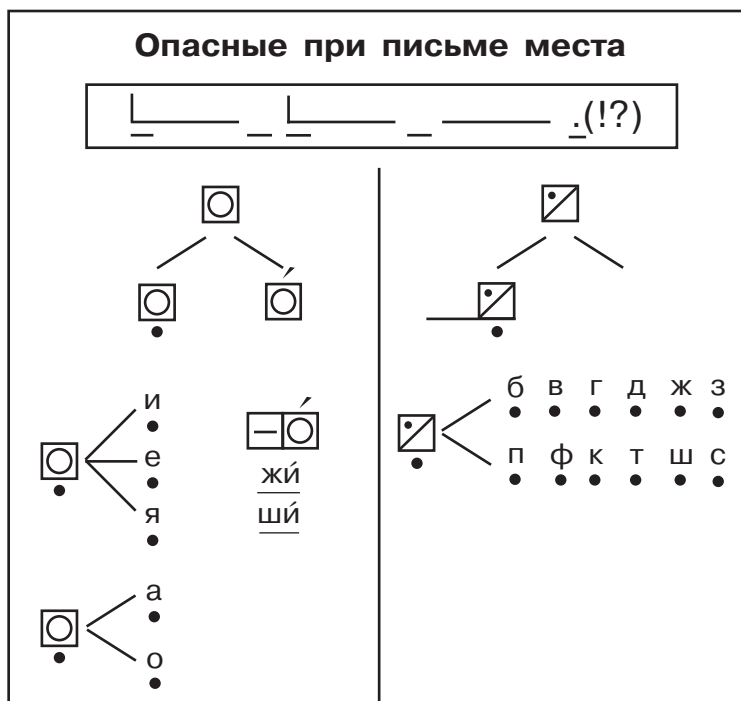 Опасные при письме места
.(!?)
и
е
я
жи́
ши́
а
о
б в г д ж з
п ф к т ш с